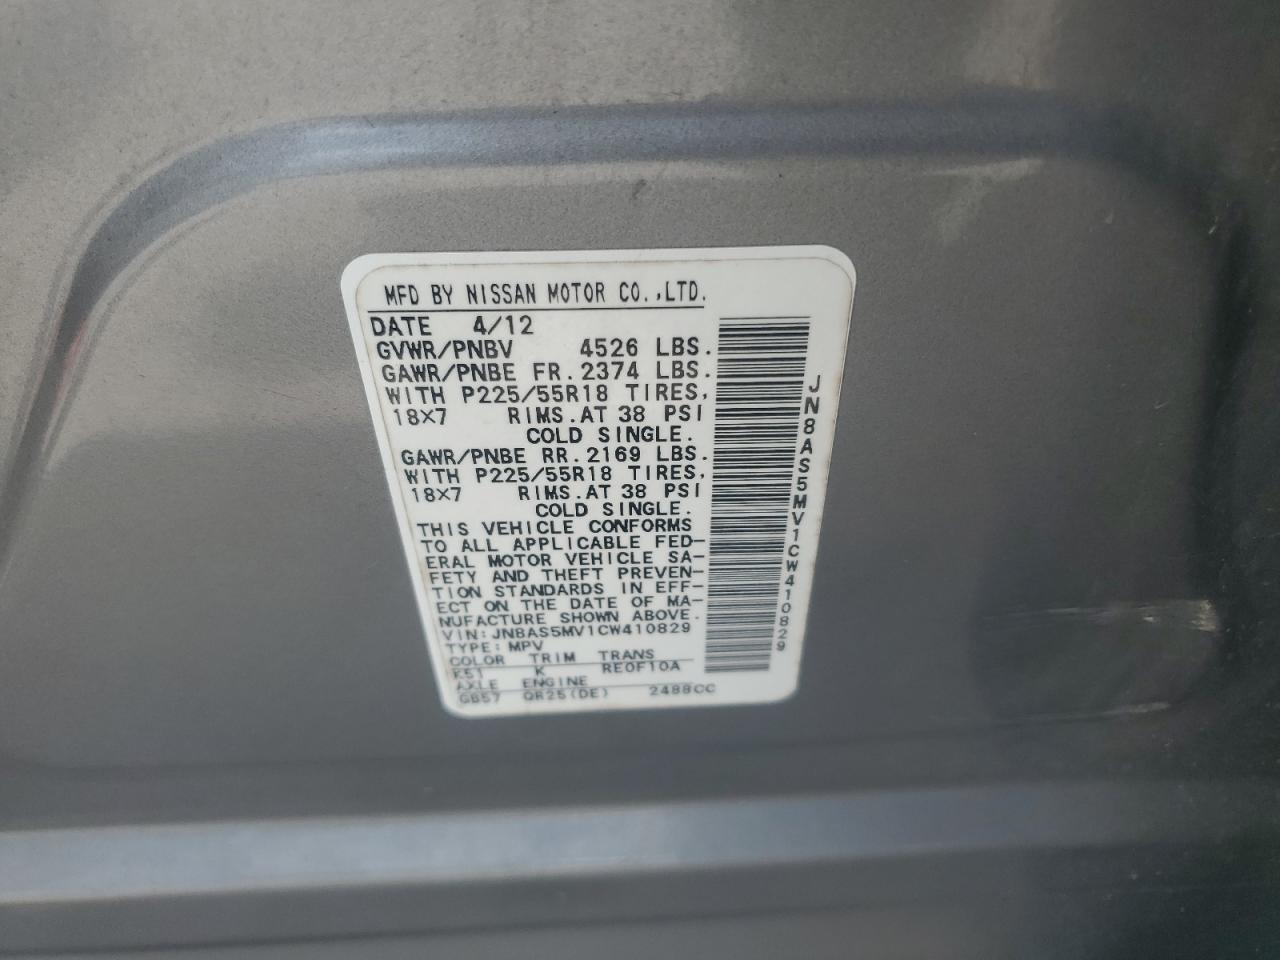 MFD BY NISSAN MOTOR CO.,LTD.
DATE 4/12
GVWR/PNBV 4526 LBS.
GAWR/PNBE FR.2374 LBS.
WITH P225/55R18 TIRES,
18X7 RIMS.AT 38 PSI
COLD SINGLE.
GAWR/PNBE RR.2169 LBS.
WITH P225/55R18 TIRES,
18X7 RIMS.AT 38 PSI
COLD SINGLE.
THIS VEHICLE CONFORMS
TO ALL APPLICABLE FED-
ERAL MOTOR VEHICLE SA-
FETY AND THEFT PREVEN-
TION STANDARDS IN EFF-
ECT ON THE DATE OF MA-
NUFACTURE SHOWN ABOVE.
VIN:JN8AS5MV1CW410829
TYPE:MPV
COLOR TRIM TRANS
K51 K RE0F10A
AXLE ENGINE
GB57 QR25(DE) 2488CC
JN8AS5MV1CW410829